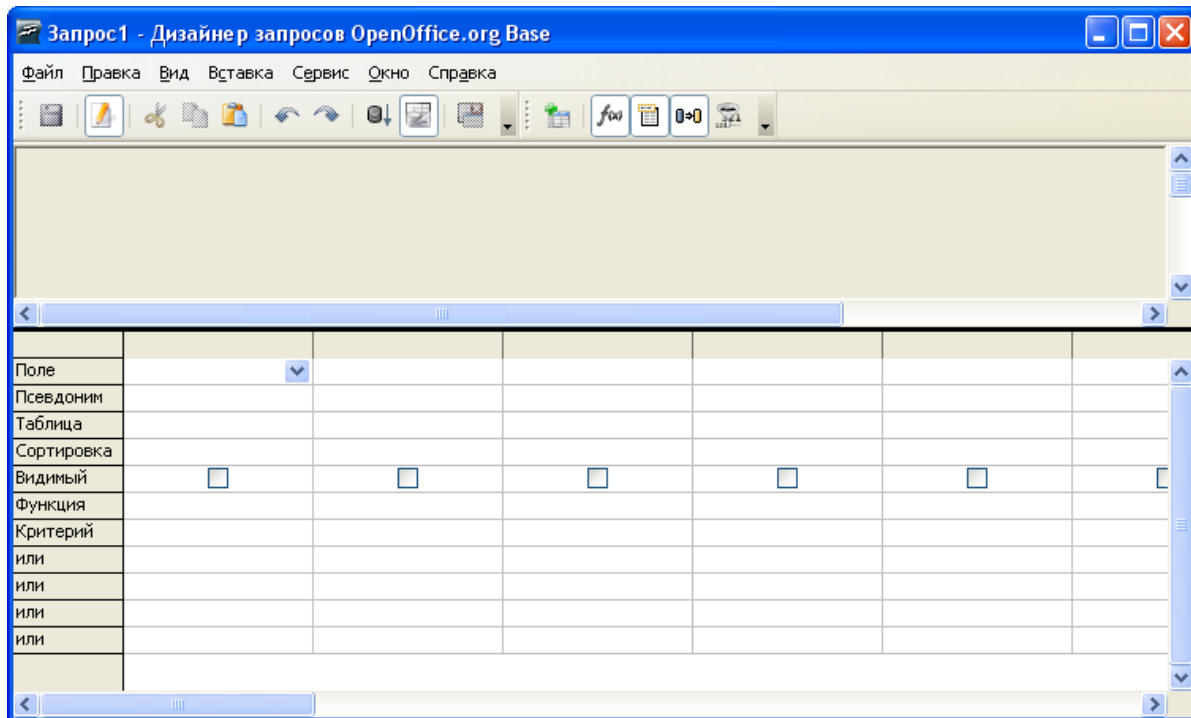 Запрос1 - Дизайнер запросов OpenOffice.org Base
Файл Правка Вид Вставка Сервис Окно Справка
f(x)
Поле
Псевдоним
Таблица
Сортировка
Видимый
Функция
Критерий
или
или
или
или